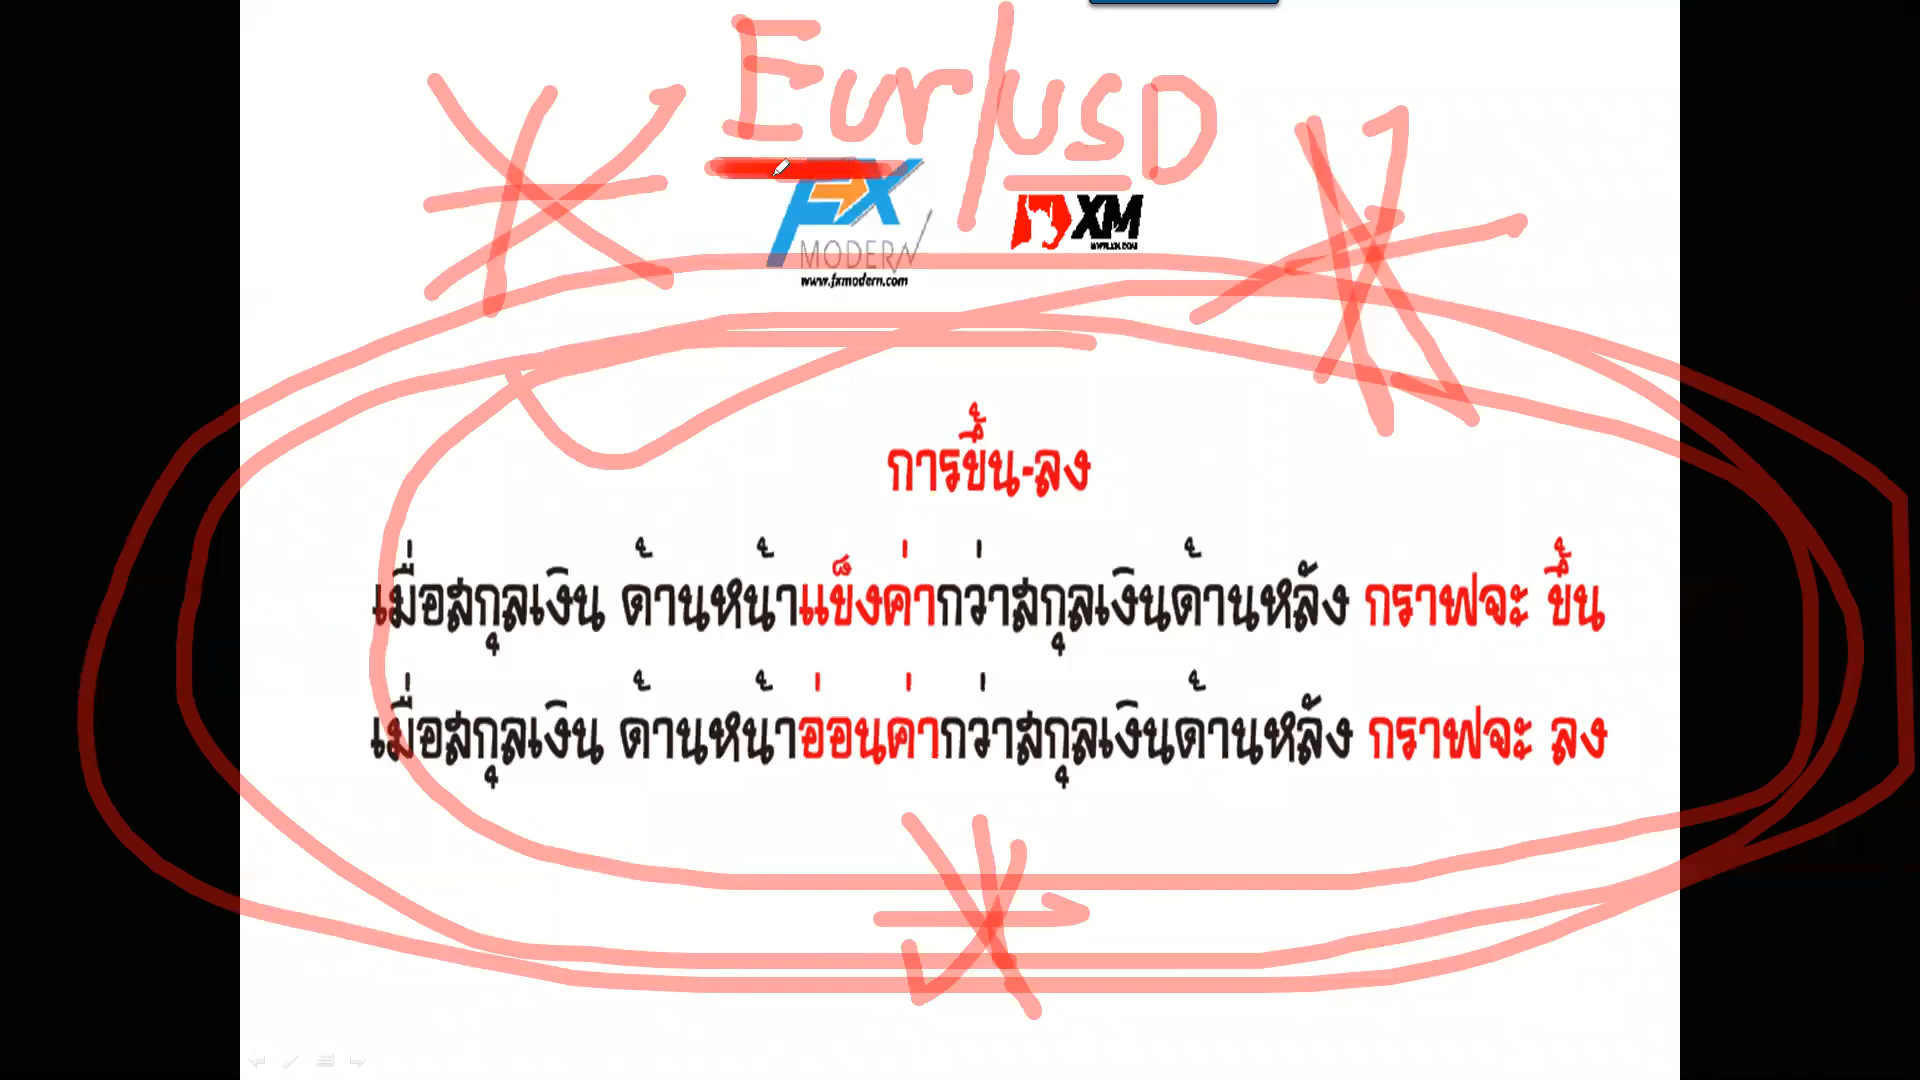 Eur/USD
FX
MODERN
www.fxmodern.com
XM
WWW.XM.COM
การขึ้น-ลง
เมื่อสกุลเงิน ด้านหน้าแข็งค่ากว่าสกุลเงินด้านหลัง กราฟจะ ขึ้น
เมื่อสกุลเงิน ด้านหน้าอ่อนค่ากว่าสกุลเงินด้านหลัง กราฟจะ ลง